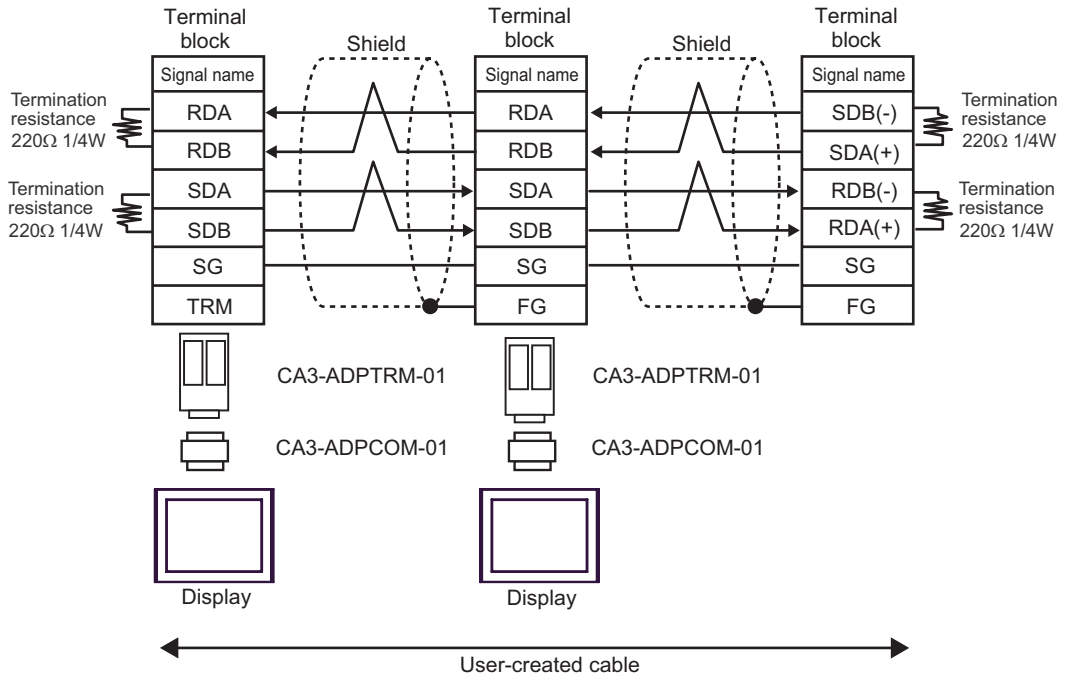 Terminal
block
Shield
Terminal
block
Shield
Terminal
block
Signal name
Signal name
Signal name
Termination
resistance
220Ω 1/4W
RDA
RDA
SDB(-)
Termination
resistance
220Ω 1/4W
RDB
RDB
SDA(+)
Termination
resistance
220Ω 1/4W
SDA
SDA
RDB(-)
Termination
resistance
220Ω 1/4W
SDB
SDB
RDA(+)
SG
SG
SG
TRM
FG
FG
CA3-ADPTRM-01
CA3-ADPTRM-01
CA3-ADPCOM-01
CA3-ADPCOM-01
Display
Display
User-created cable